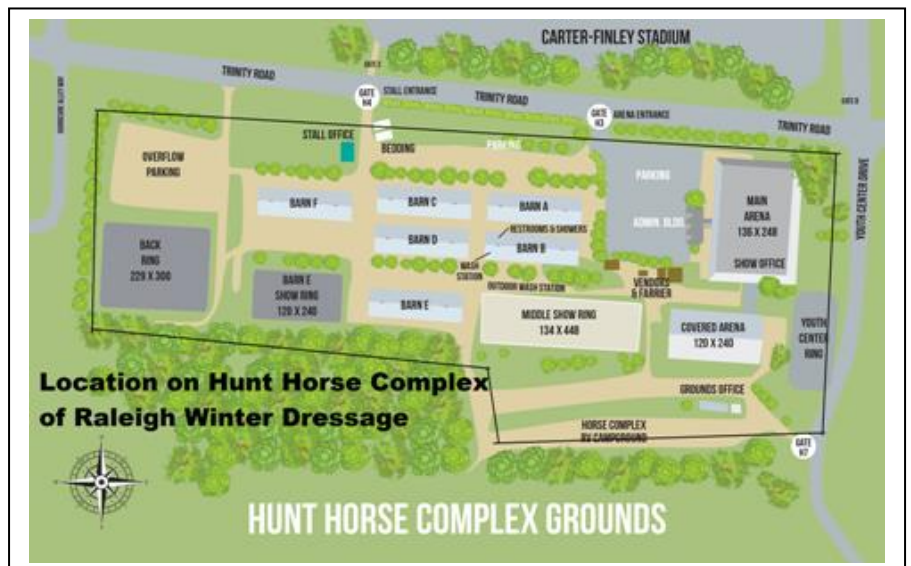 CARTER-FINLEY STADIUM
TRINITY ROAD
GATE
H4
STALL ENTRANCE
TRINITY ROAD
GATE
H3
ARENA ENTRANCE
TRINITY ROAD
STALL OFFICE
BEDDING
PARKING
OVERFLOW
PARKING
PARKING
YOUTH CENTER DRIVE
BARN F
BARN C
BARN A
MAIN
ARENA
136 X 248
ADMIN. BLDG.
RESTROOMS & SHOWERS
BARN D
BARN B
SHOW OFFICE
BACK
RING
229 X 300
WASH
STATION
BARN E
SHOW RING
120 X 240
OUTDOOR WASH STATION
VENDORS
& FARRIER
BARN E
MIDDLE SHOW RING
134 X 448
COVERED ARENA
120 X 240
YOUTH
CENTER
RING
Location on Hunt Horse Complex
of Raleigh Winter Dressage
GROUNDS OFFICE
HORSE COMPLEX
RV CAMPGROUND
GATE
H7
HUNT HORSE COMPLEX GROUNDS